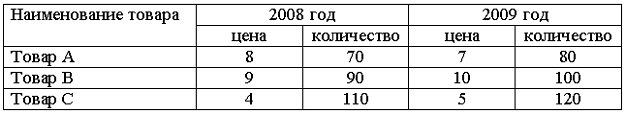 Наименование товара 2008 год 2009 год
цена количество цена количество
Товар А 8 70 7 80
Товар В 9 90 10 100
Товар С 4 110 5 120